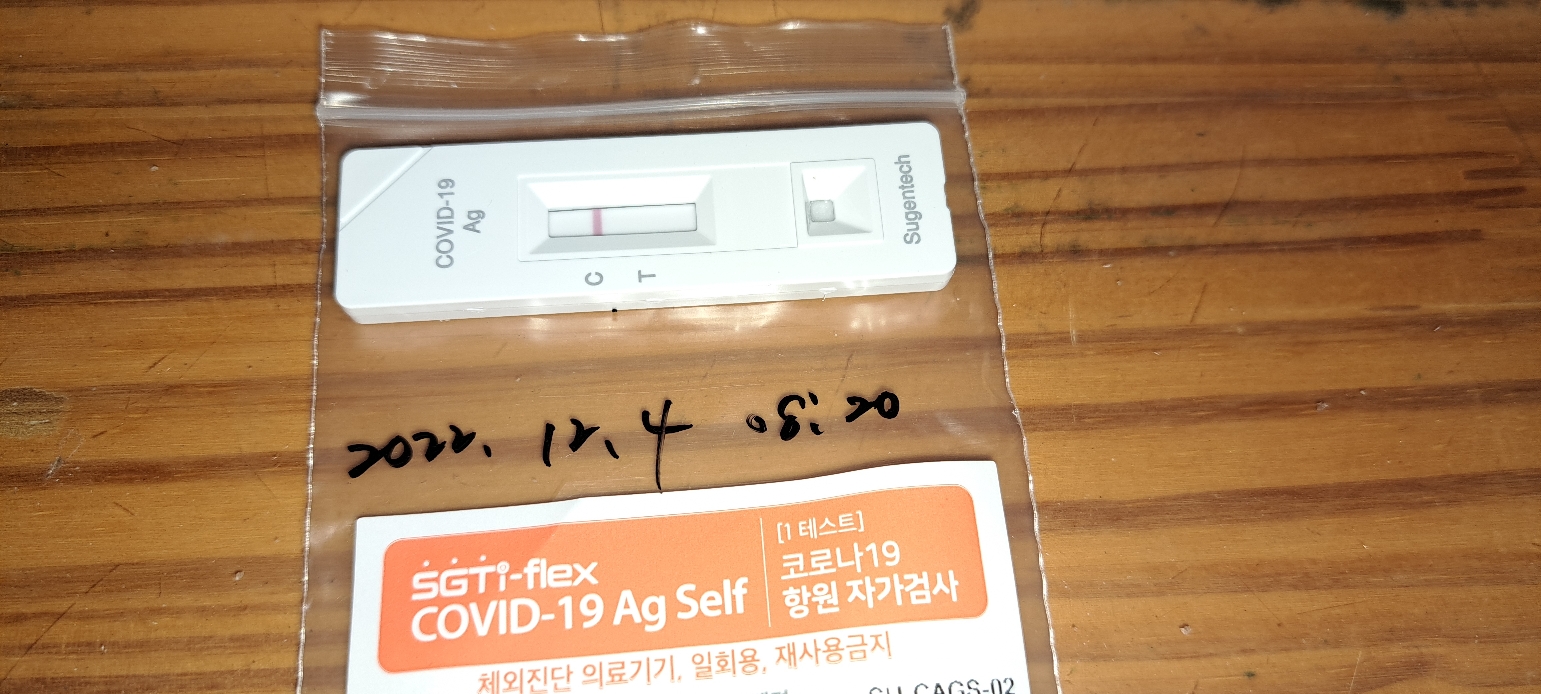 COVID-19
Ag
C
T
Sugentech
2022. 12. 4 08:20
SGTi-flex
COVID-19 Ag Self
[1 테스트]
코로나19
항원 자가검사
체외진단 의료기기, 일회용, 재사용금지
CAGS-02